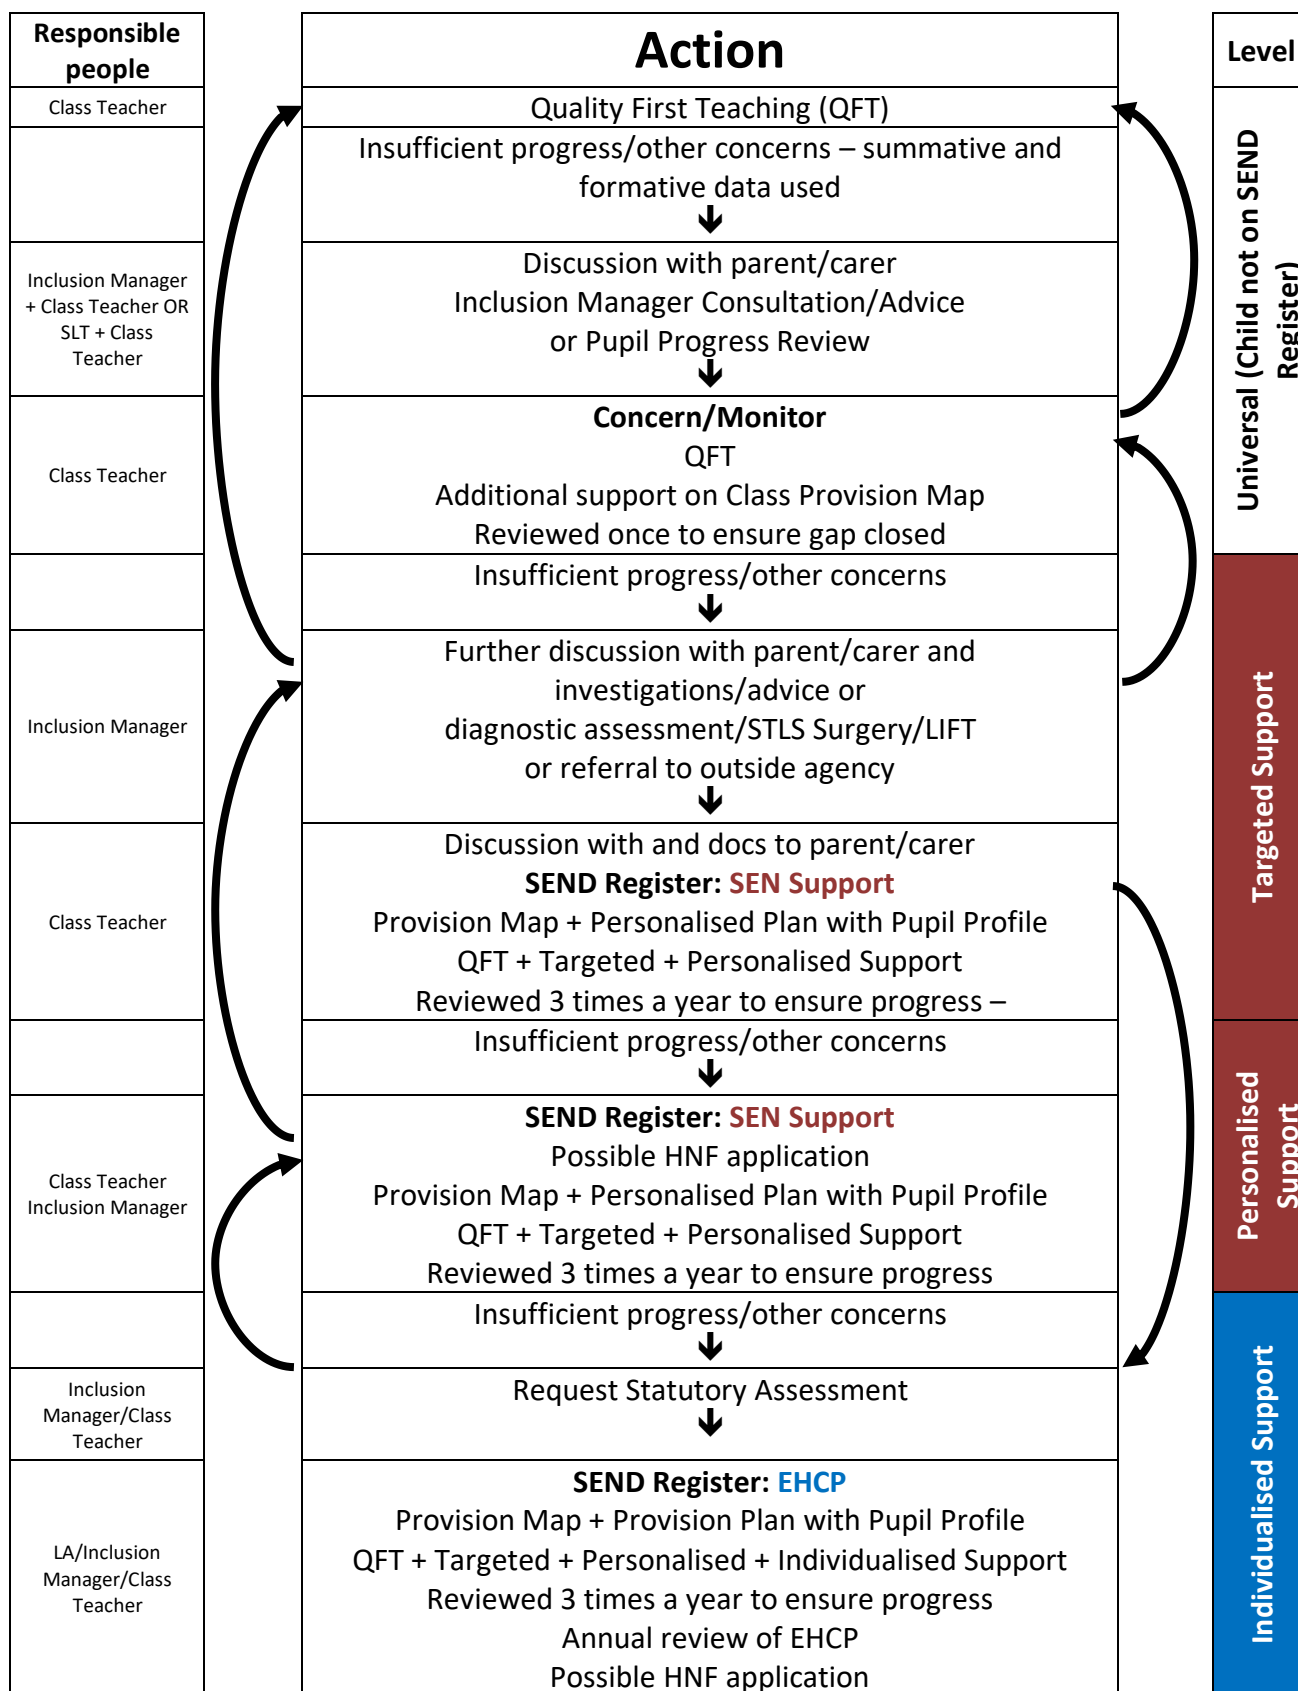 Responsible
people
Action
Level
Class Teacher
Quality First Teaching (QFT)
Insufficient progress/other concerns – summative and
formative data used
Inclusion Manager
+ Class Teacher OR
SLT + Class
Teacher
Discussion with parent/carer
Inclusion Manager Consultation/Advice
or Pupil Progress Review
Universal (Child not on SEND
Register)
Class Teacher
Concern/Monitor
QFT
Additional support on Class Provision Map
Reviewed once to ensure gap closed
Insufficient progress/other concerns
Inclusion Manager
Further discussion with parent/carer and
investigations/advice or
diagnostic assessment/STLS Surgery/LIFT
or referral to outside agency
Targeted Support
Class Teacher
Discussion with and docs to parent/carer
SEND Register: SEN Support
Provision Map + Personalised Plan with Pupil Profile
QFT + Targeted + Personalised Support
Reviewed 3 times a year to ensure progress –
Insufficient progress/other concerns
Class Teacher
Inclusion Manager
SEND Register: SEN Support
Possible HNF application
Provision Map + Personalised Plan with Pupil Profile
QFT + Targeted + Personalised Support
Reviewed 3 times a year to ensure progress
Personalised
Support
Insufficient progress/other concerns
Inclusion
Manager/Class
Teacher
Request Statutory Assessment
LA/Inclusion
Manager/Class
Teacher
SEND Register: EHCP
Provision Map + Provision Plan with Pupil Profile
QFT + Targeted + Personalised + Individualised Support
Reviewed 3 times a year to ensure progress
Annual review of EHCP
Possible HNF application
Individualised Support